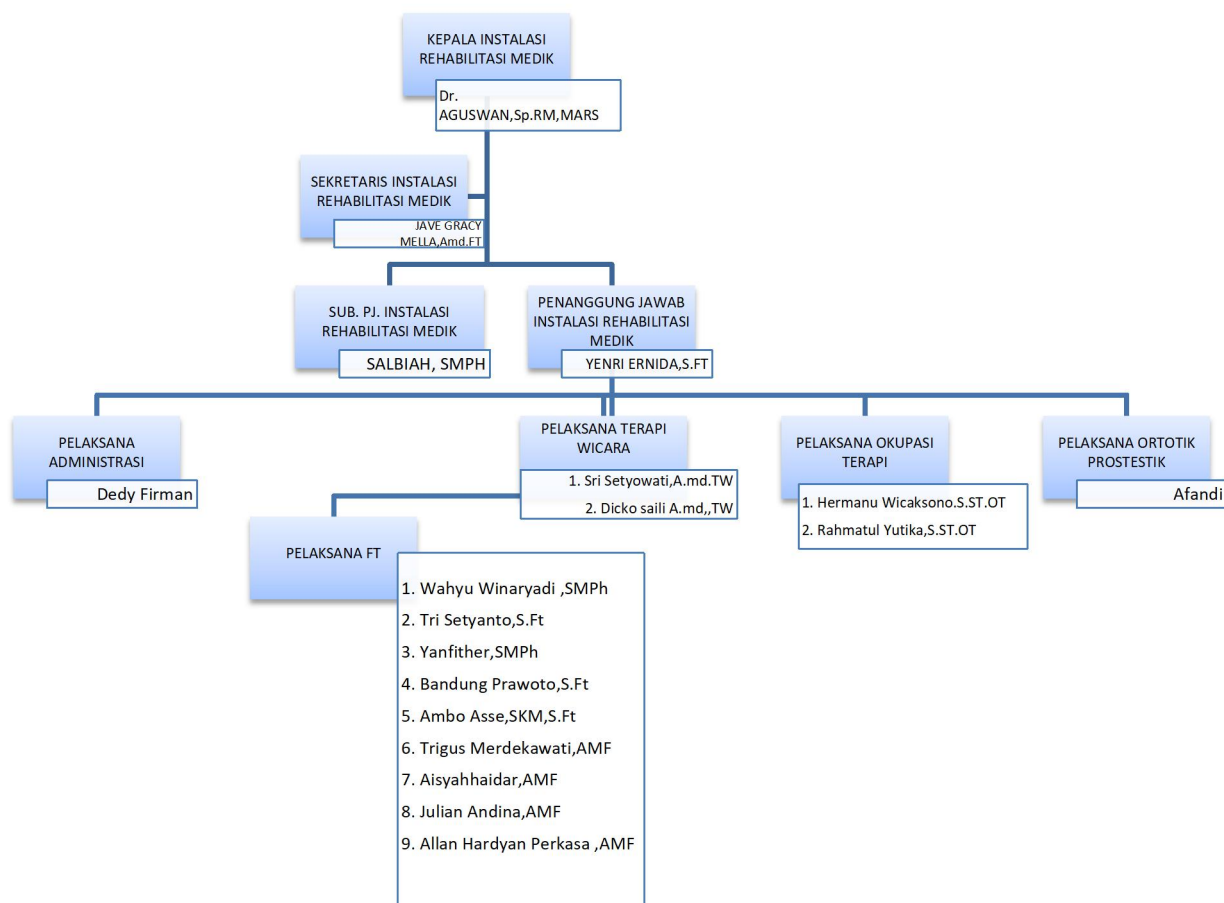 KEPALA INSTALASI
REHABILITASI MEDIK
Dr.
AGUSWAN,Sp.RM,MARS
SEKRETARIS INSTALASI
REHABILITASI MEDIK
JAVE GRACY
MELLA,Amd.FT
SUB. PJ. INSTALASI
REHABILITASI MEDIK
SALBIAH, SMPH
PENANGGUNG JAWAB
INSTALASI REHABILITASI
MEDIK
YENRI ERNIDA,S.FT
PELAKSANA
ADMINISTRASI
Dedy Firman
PELAKSANA TERAPI
WICARA
1. Sri Setyowati,A.md.TW
2. Dicko saili A.md,,TW
PELAKSANA OKUPASI
TERAPI
1. Hermanu Wicaksono.S.ST.OT
2. Rahmatul Yutika,S.ST.OT
PELAKSANA ORTOTIK
PROSTESTIK
Afandi
PELAKSANA FT
1. Wahyu Winaryadi ,SMPh
2. Tri Setyanto,S.Ft
3. Yanfither,SMPh
4. Bandung Prawoto,S.Ft
5. Ambo Asse,SKM,S.Ft
6. Trigus Merdekawati,AMF
7. Aisyahhaidar,AMF
8. Julian Andina,AMF
9. Allan Hardyan Perkasa ,AMF